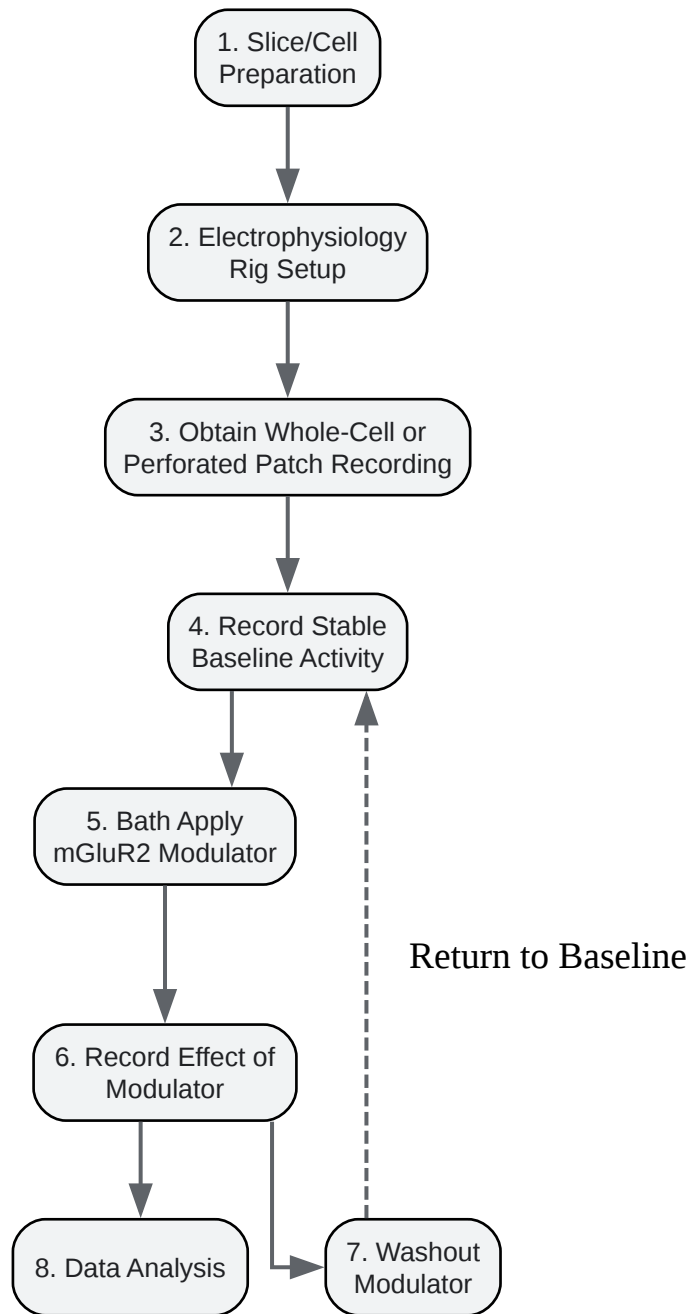 1. Slice/Cell
Preparation
2. Electrophysiology
Rig Setup
3. Obtain Whole-Cell or
Perforated Patch Recording
4. Record Stable
Baseline Activity
5. Bath Apply
mGluR2 Modulator
Return to Baseline
6. Record Effect of
Modulator
7. Washout
Modulator
8. Data Analysis